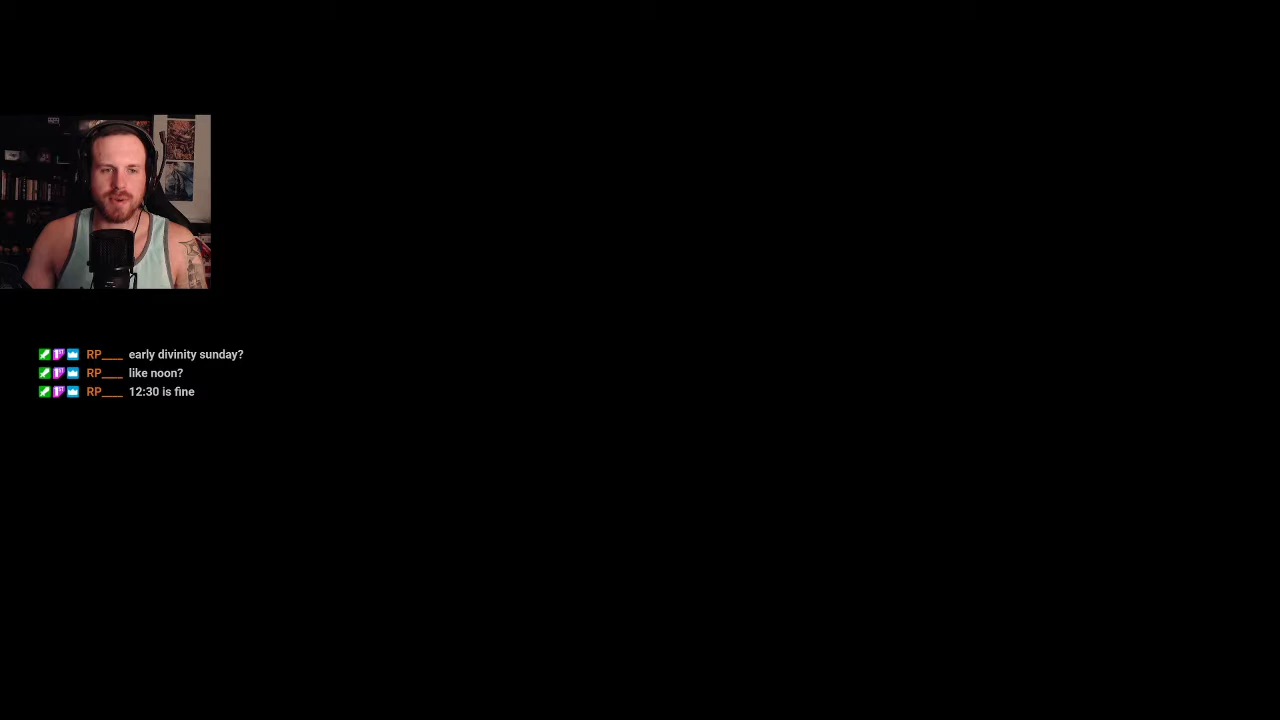 RP____ early divinity sunday?
RP____ like noon?
RP____ 12:30 is fine